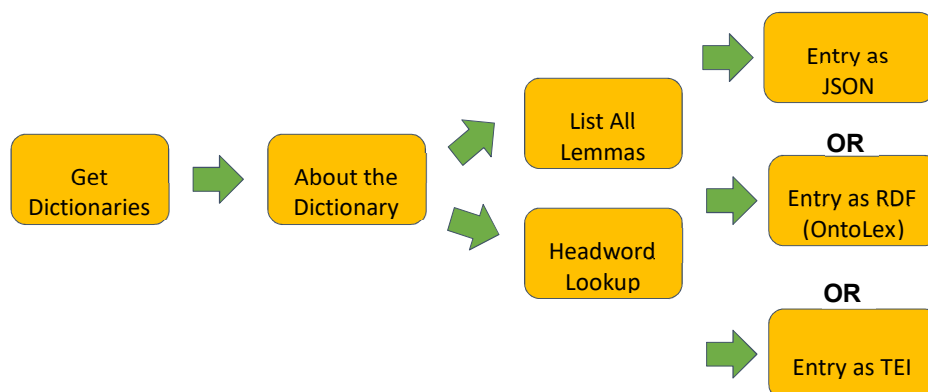 Get
Dictionaries
About the
Dictionary
List All
Lemmas
Headword
Lookup
Entry as
JSON
OR
Entry as RDF
(OntoLex)
OR
Entry as TEI